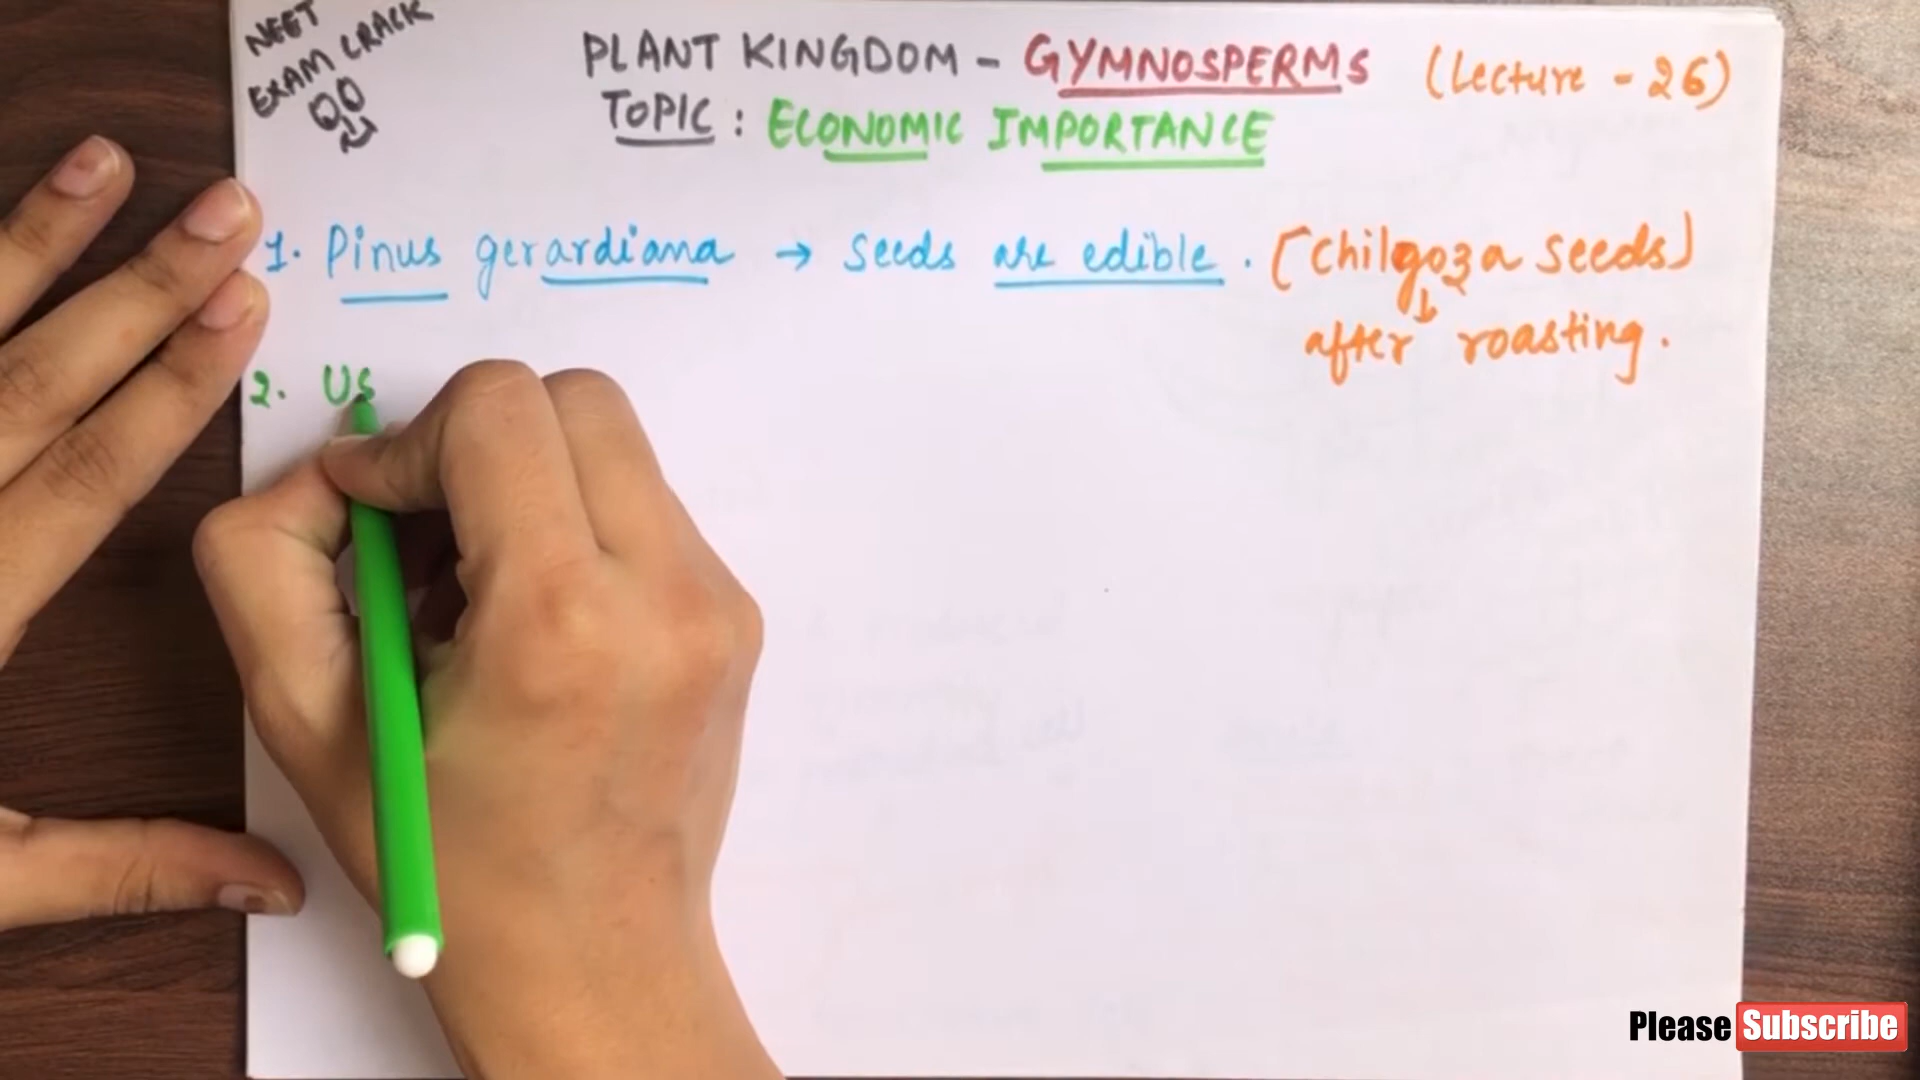 NEET
EXAM CRACK
PLANT KINGDOM - GYMNOSPERMS (Lecture - 26)
TOPIC : ECONOMIC IMPORTANCE
1. Pinus gerardiana → Seeds are edible. (Chilgoza seeds)
after roasting.
2. Us
Please Subscribe